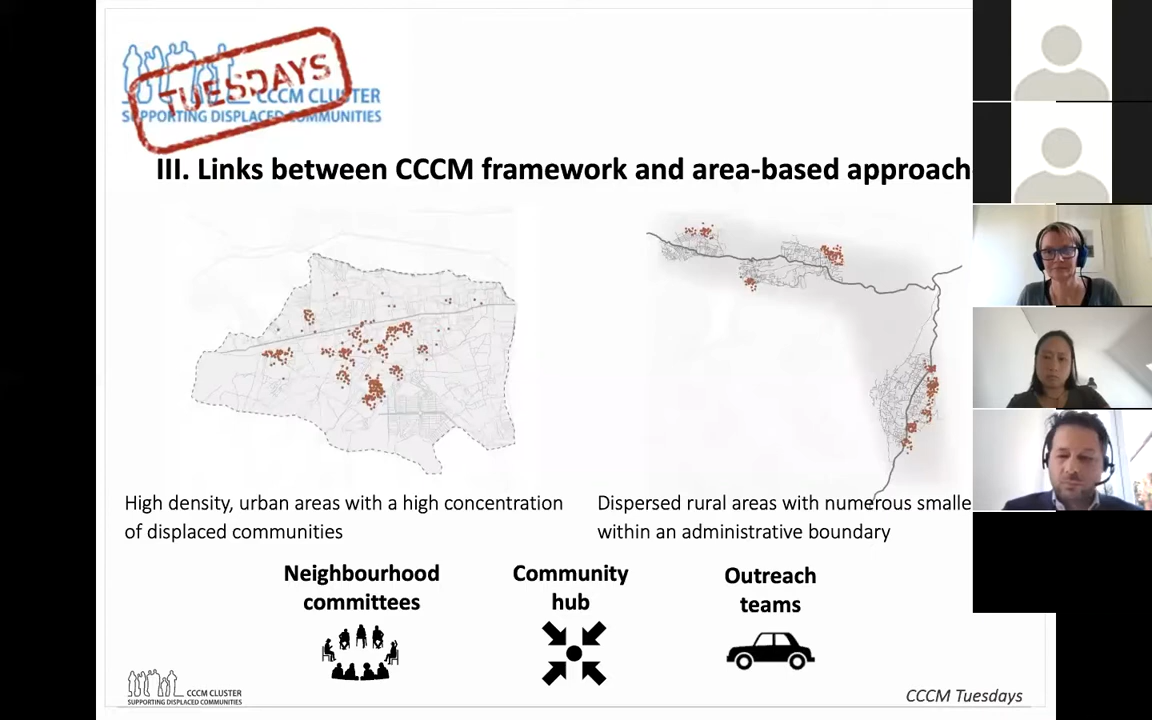 TUESDAYS
CCCM CLUSTER
SUPPORTING DISPLACED COMMUNITIES
III. Links between CCCM framework and area-based approach
High density, urban areas with a high concentration
of displaced communities
Dispersed rural areas with numerous smalle
within an administrative boundary
Neighbourhood
committees
Community
hub
Outreach
teams
CCCM CLUSTER
SUPPORTING DISPLACED COMMUNITIES
CCCM Tuesdays